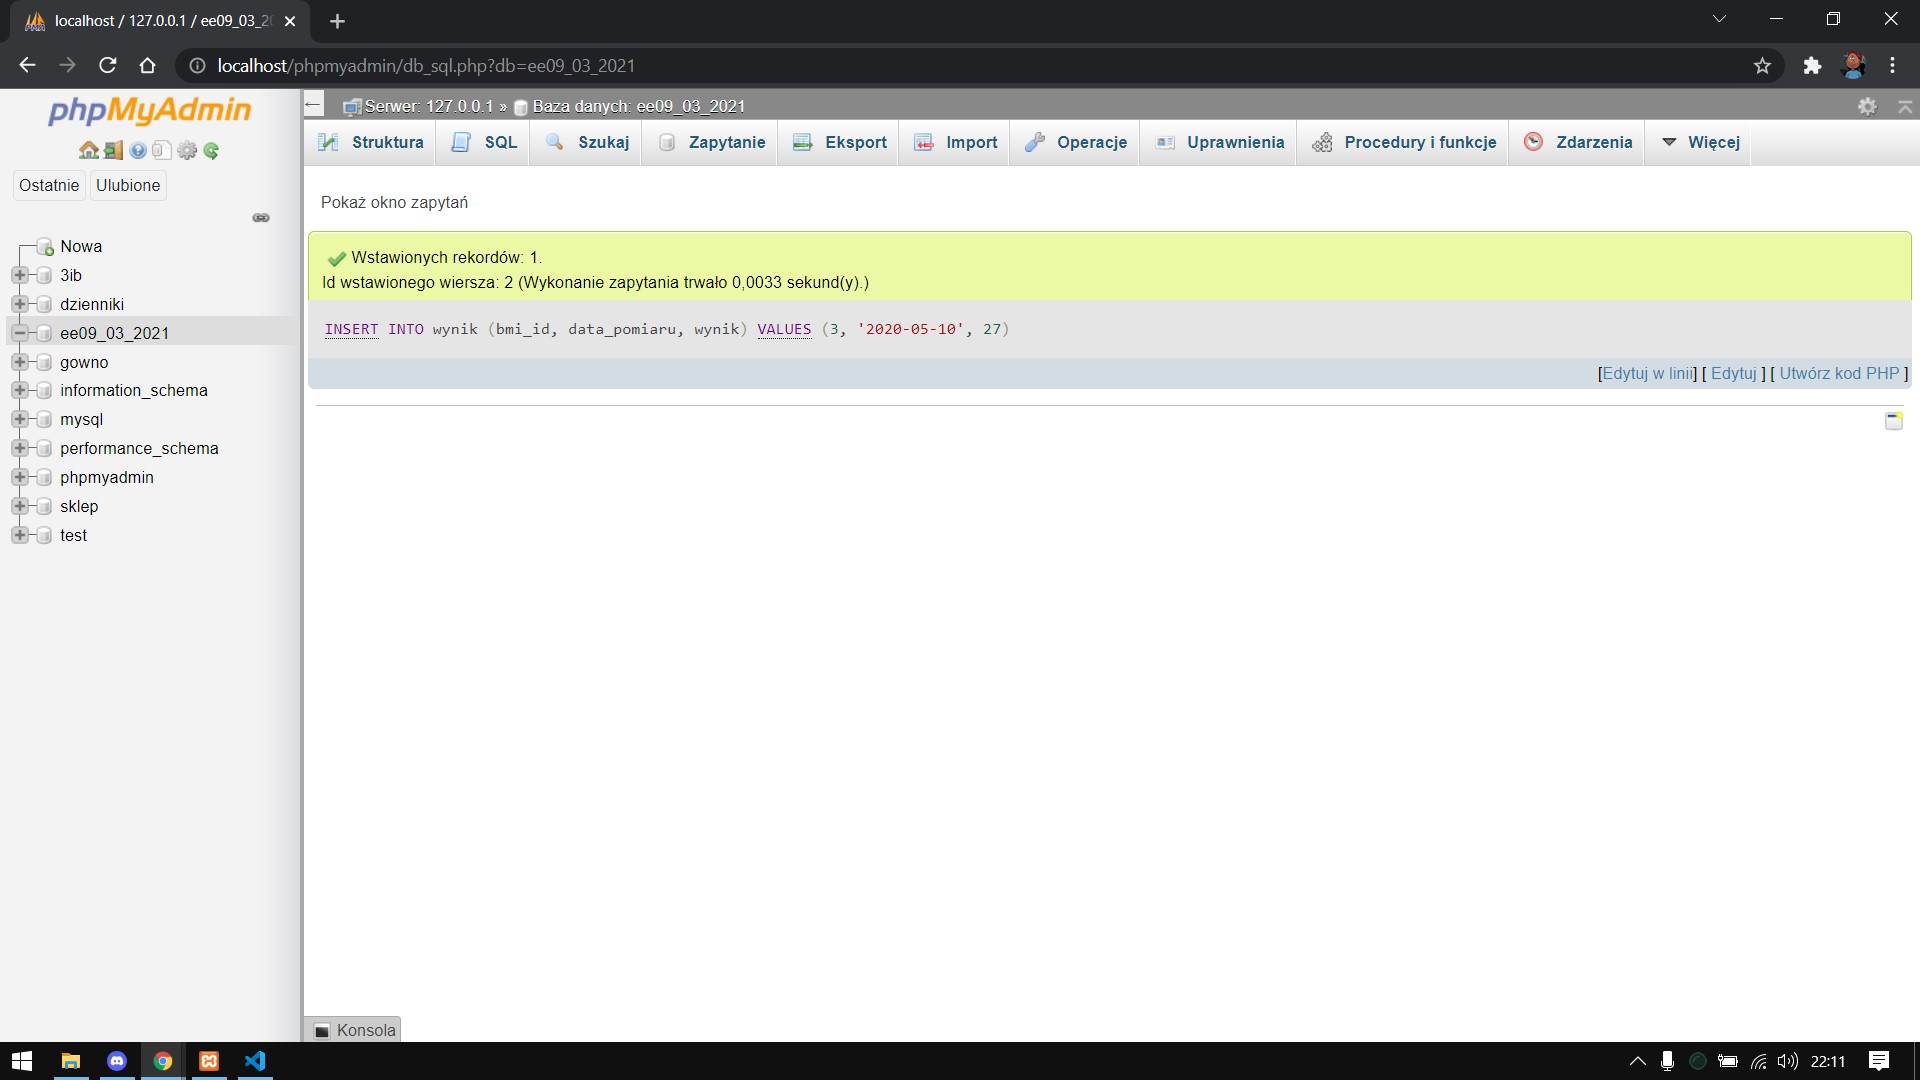 localhost / 127.0.0.1 / ee09_03_2
localhost/phpmyadmin/db_sql.php?db=ee09_03_2021
phpMyAdmin
Ostatnie Ulubione
Nowa
3ib
dzienniki
ee09_03_2021
gowno
information_schema
mysql
performance_schema
phpmyadmin
sklep
test
Serwer: 127.0.0.1 » Baza danych: ee09_03_2021
Struktura SQL Szukaj Zapytanie Eksport Import Operacje Uprawnienia Procedury i funkcje Zdarzenia Więcej
Pokaż okno zapytań
Wstawionych rekordów: 1.
Id wstawionego wiersza: 2 (Wykonanie zapytania trwało 0,0033 sekund(y).)
INSERT INTO wynik (bmi_id, data_pomiaru, wynik) VALUES (3, '2020-05-10', 27)
[Edytuj w linii] [ Edytuj ] [ Utwórz kod PHP ]
Konsola
22:11